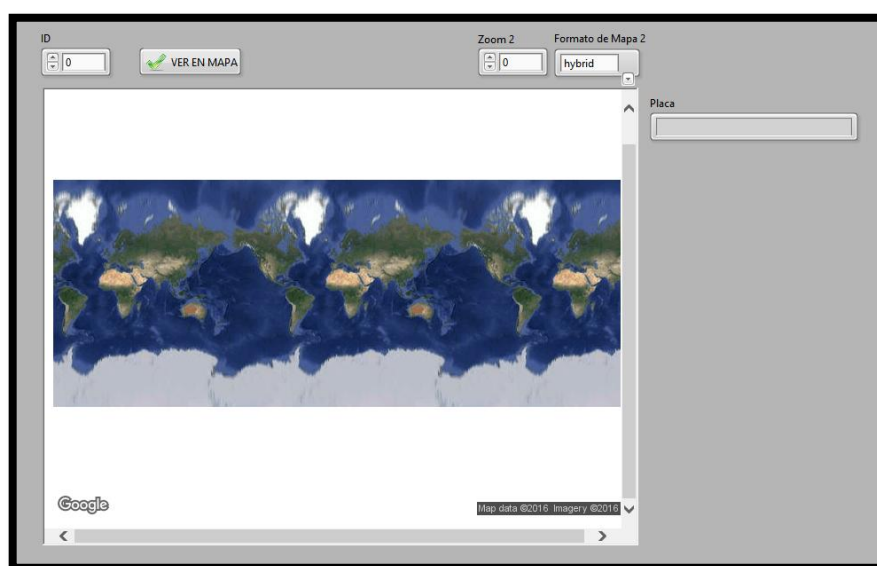 ID
0
VER EN MAPA
Zoom 2
0
Formato de Mapa 2
hybrid
Placa
Google
Map data ©2016 Imagery ©2016